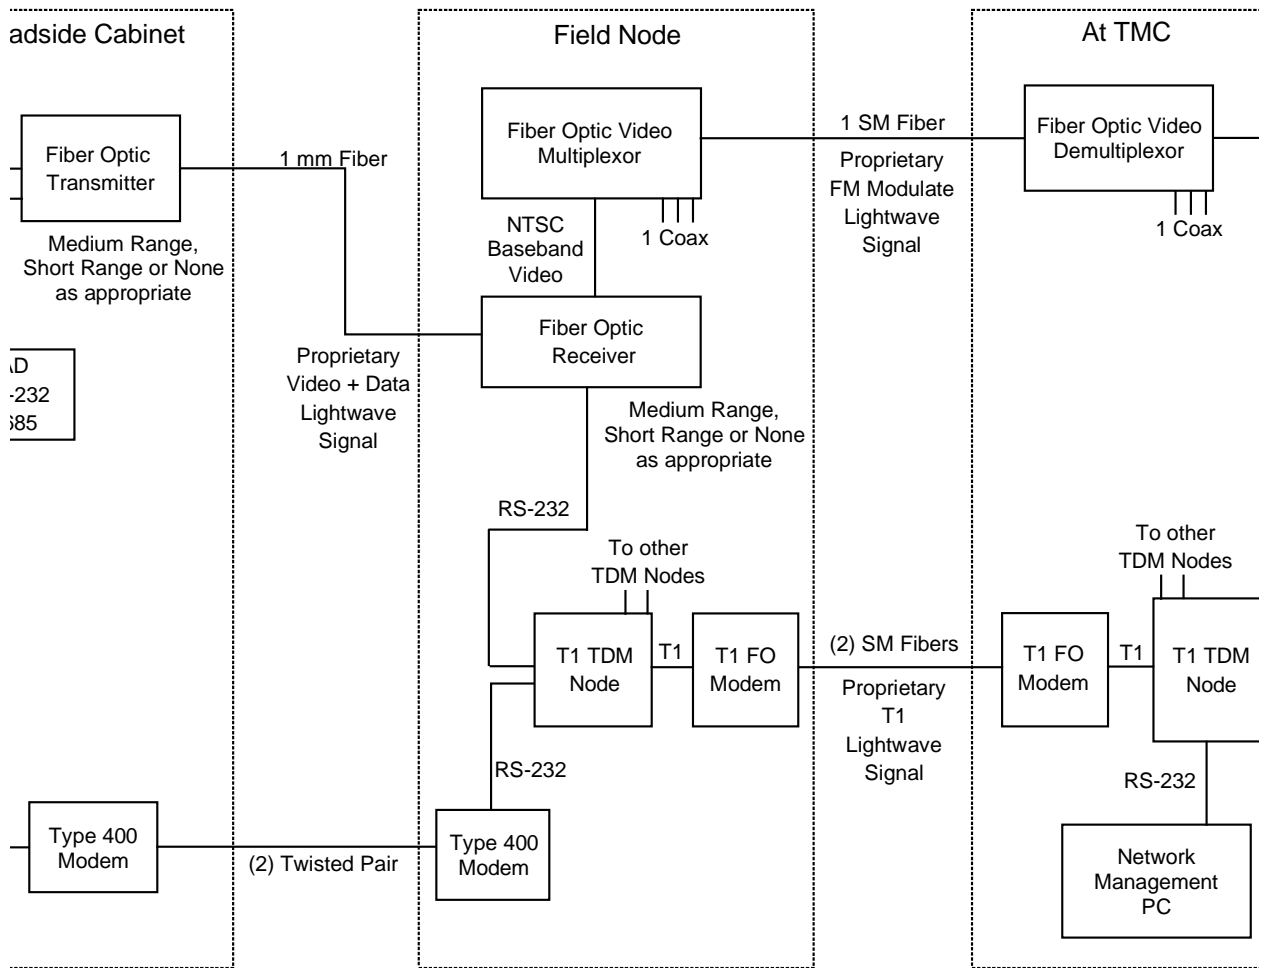 adside Cabinet
Field Node
At TMC
Fiber Optic
Transmitter
1 mm Fiber
Medium Range,
Short Range or None
as appropriate
Fiber Optic Video
Multiplexor
1 SM Fiber
Proprietary
FM Modulate
Lightwave
Signal
Fiber Optic Video
Demultiplexor
1 Coax
NTSC
Baseband
Video
1 Coax
Fiber Optic
Receiver
Proprietary
Video + Data
Lightwave
Signal
Medium Range,
Short Range or None
as appropriate
AD
-232
685
RS-232
To other
TDM Nodes
T1 TDM
Node
T1
T1 FO
Modem
(2) SM Fibers
Proprietary
T1
Lightwave
Signal
To other
TDM Nodes
T1 FO
Modem
T1
T1 TDM
Node
RS-232
RS-232
Type 400
Modem
(2) Twisted Pair
Type 400
Modem
Network
Management
PC